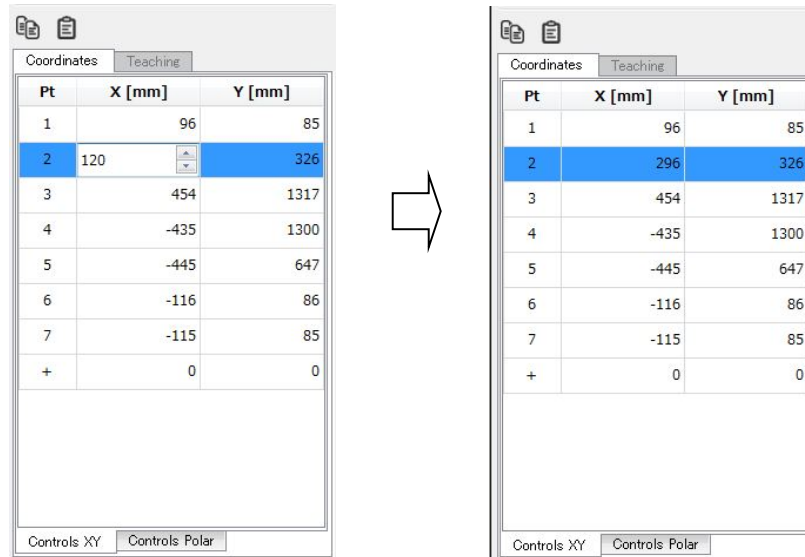 Coordinates Teaching
Pt X [mm] Y [mm]
1 96 85
2 120 326
3 454 1317
4 -435 1300
5 -445 647
6 -116 86
7 -115 85
+ 0 0
Controls XY Controls Polar
Coordinates Teaching
Pt X [mm] Y [mm]
1 96 85
2 296 326
3 454 1317
4 -435 1300
5 -445 647
6 -116 86
7 -115 85
+ 0 0
Controls XY Controls Polar